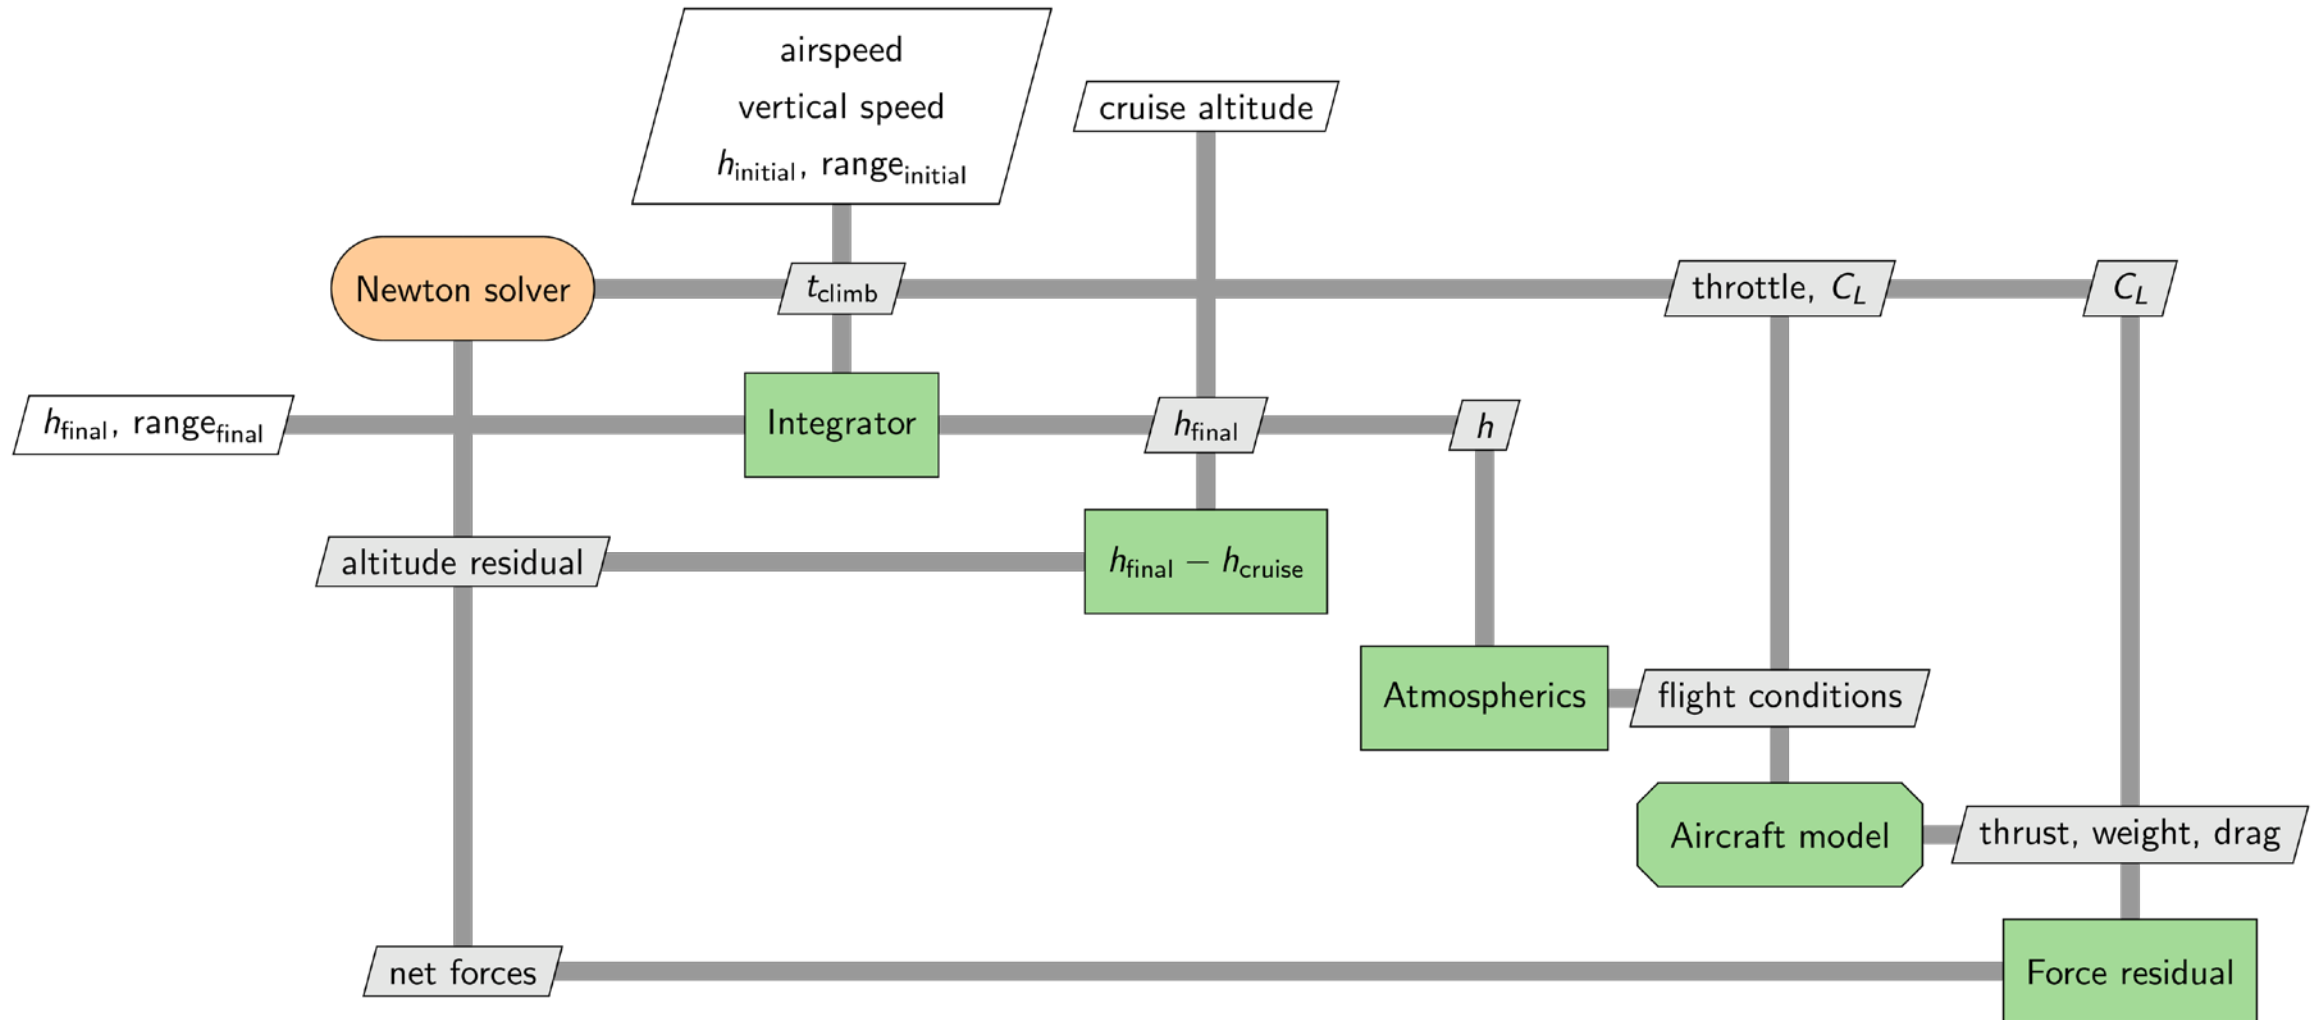 airspeed
vertical speed
h_initial, range_initial
cruise altitude
Newton solver
t_climb
throttle, C_L
C_L
h_final, range_final
Integrator
h_final
h
altitude residual
h_final − h_cruise
Atmospherics
flight conditions
Aircraft model
thrust, weight, drag
net forces
Force residual